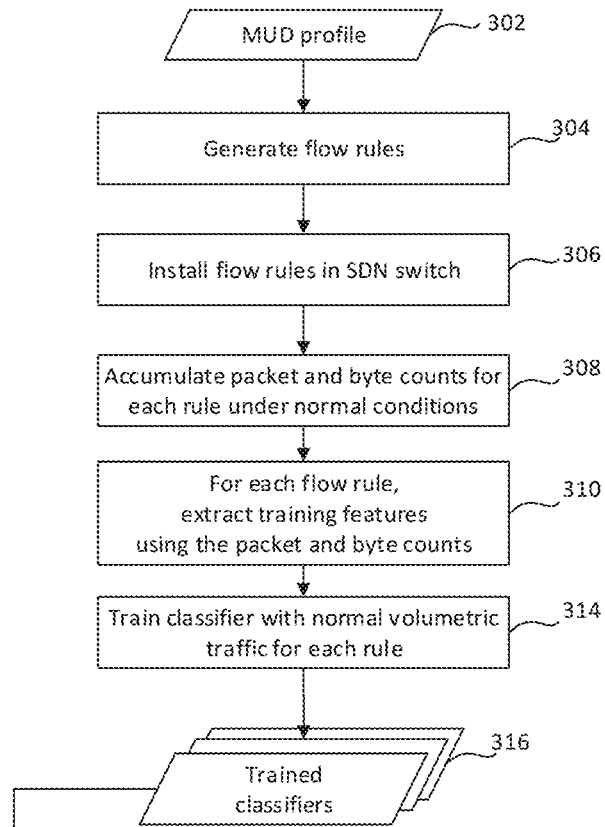 MUD profile
302
Generate flow rules
304
Install flow rules in SDN switch
306
Accumulate packet and byte counts for
each rule under normal conditions
308
For each flow rule,
extract training features
using the packet and byte counts
310
Train classifier with normal volumetric
traffic for each rule
314
Trained
classifiers
316